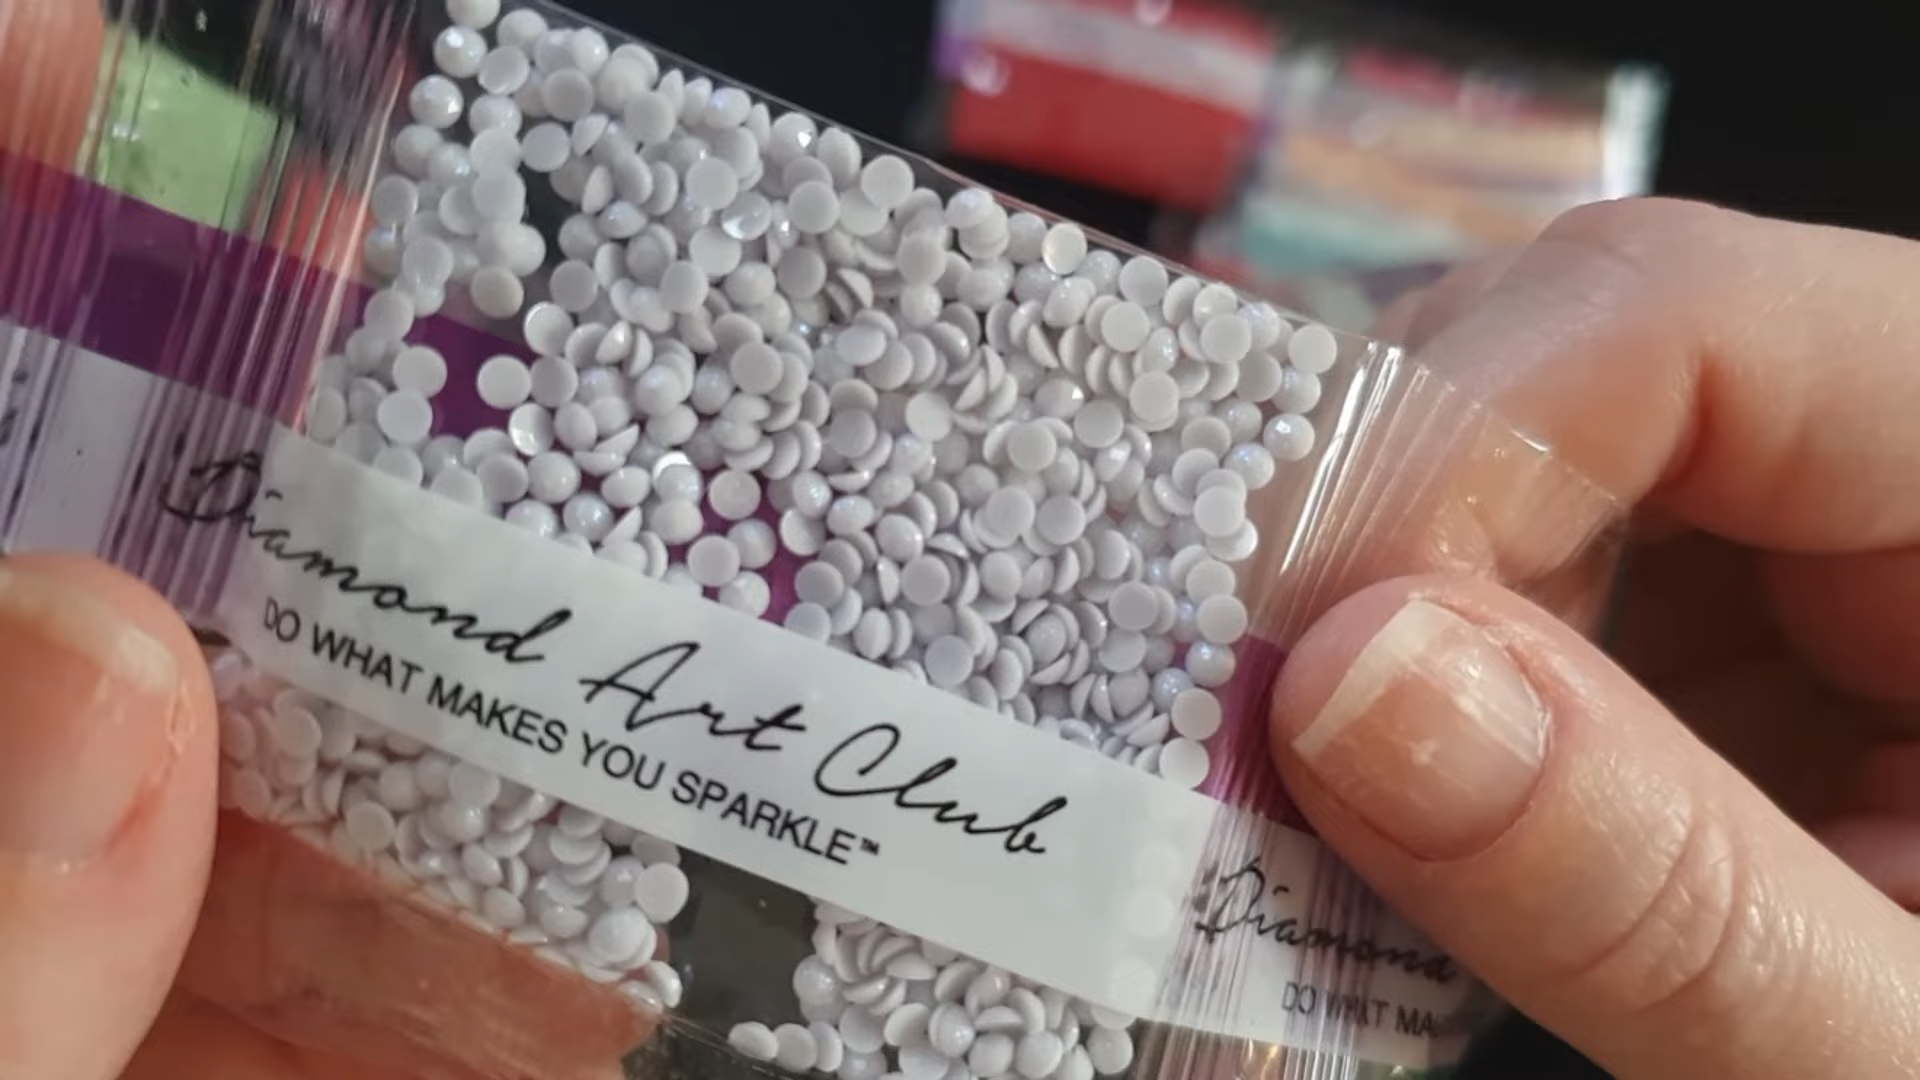 Diamond Art Club
DO WHAT MAKES YOU SPARKLE™
Diamond
DO WHAT MA